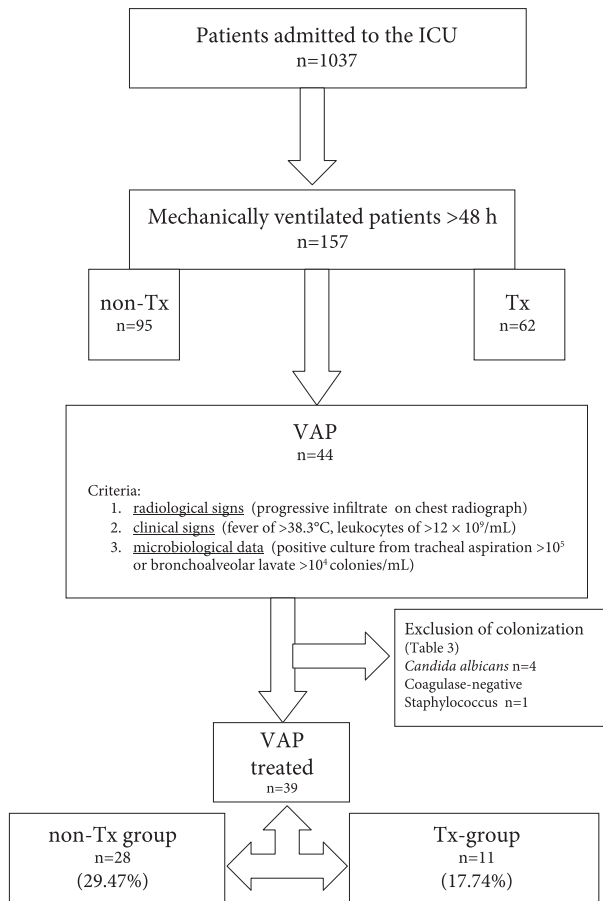 Patients admitted to the ICU
n=1037
Mechanically ventilated patients >48 h
n=157
non-Tx
n=95
Tx
n=62
VAP
n=44
Criteria:
1. radiological signs (progressive infiltrate on chest radiograph)
2. clinical signs (fever of >38.3°C, leukocytes of >12 × 10⁹/mL)
3. microbiological data (positive culture from tracheal aspiration >10⁵
or bronchoalveolar lavate >10⁴ colonies/mL)
Exclusion of colonization
(Table 3)
Candida albicans n=4
Coagulase-negative
Staphylococcus n=1
VAP
treated
n=39
non-Tx group
n=28
(29.47%)
Tx-group
n=11
(17.74%)